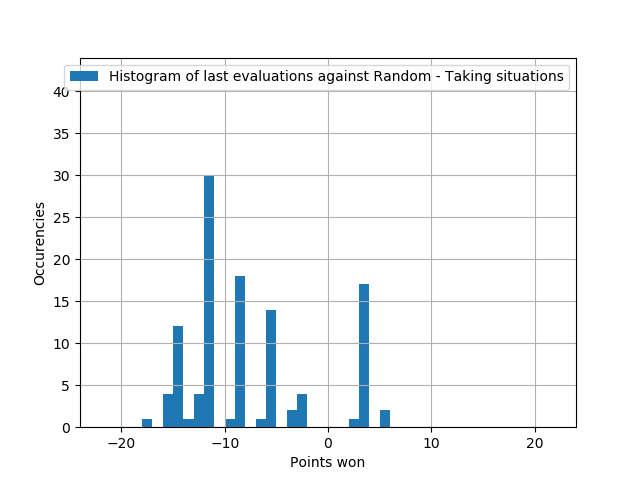 Histogram of last evaluations against Random - Taking situations
40
35
30
25
20
15
10
5
0
Occurencies
−20 −10 0 10 20
Points won